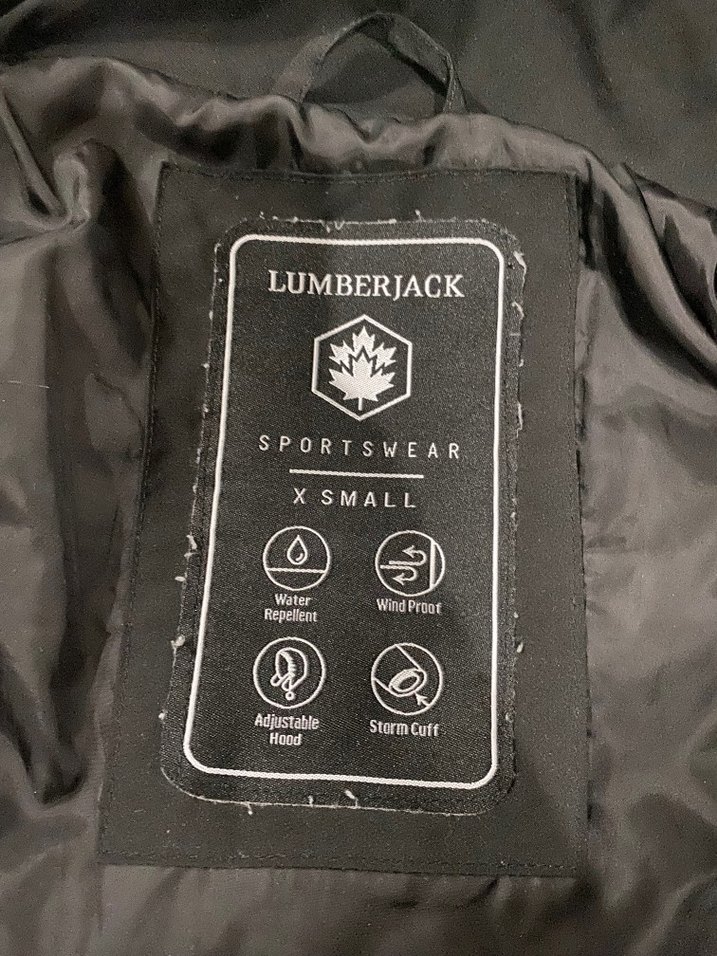 LUMBERJACK
SPORTSWEAR
X SMALL
Water
Repellent
Wind Proof
Adjustable
Hood
Storm Cuff